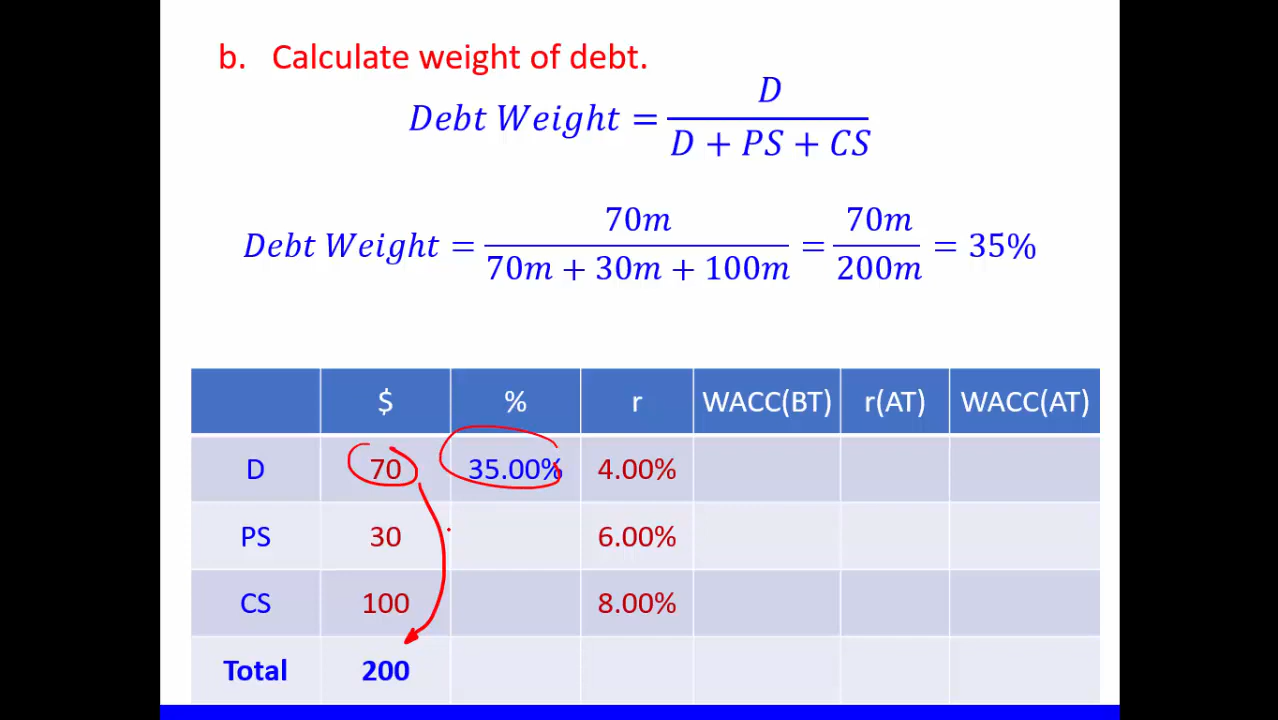 b. Calculate weight of debt.
Debt Weight = D / (D + PS + CS)
Debt Weight = 70m / (70m + 30m + 100m) = 70m / 200m = 35%
$ % r WACC(BT) r(AT) WACC(AT)
D 70 35.00% 4.00%
PS 30 6.00%
CS 100 8.00%
Total 200